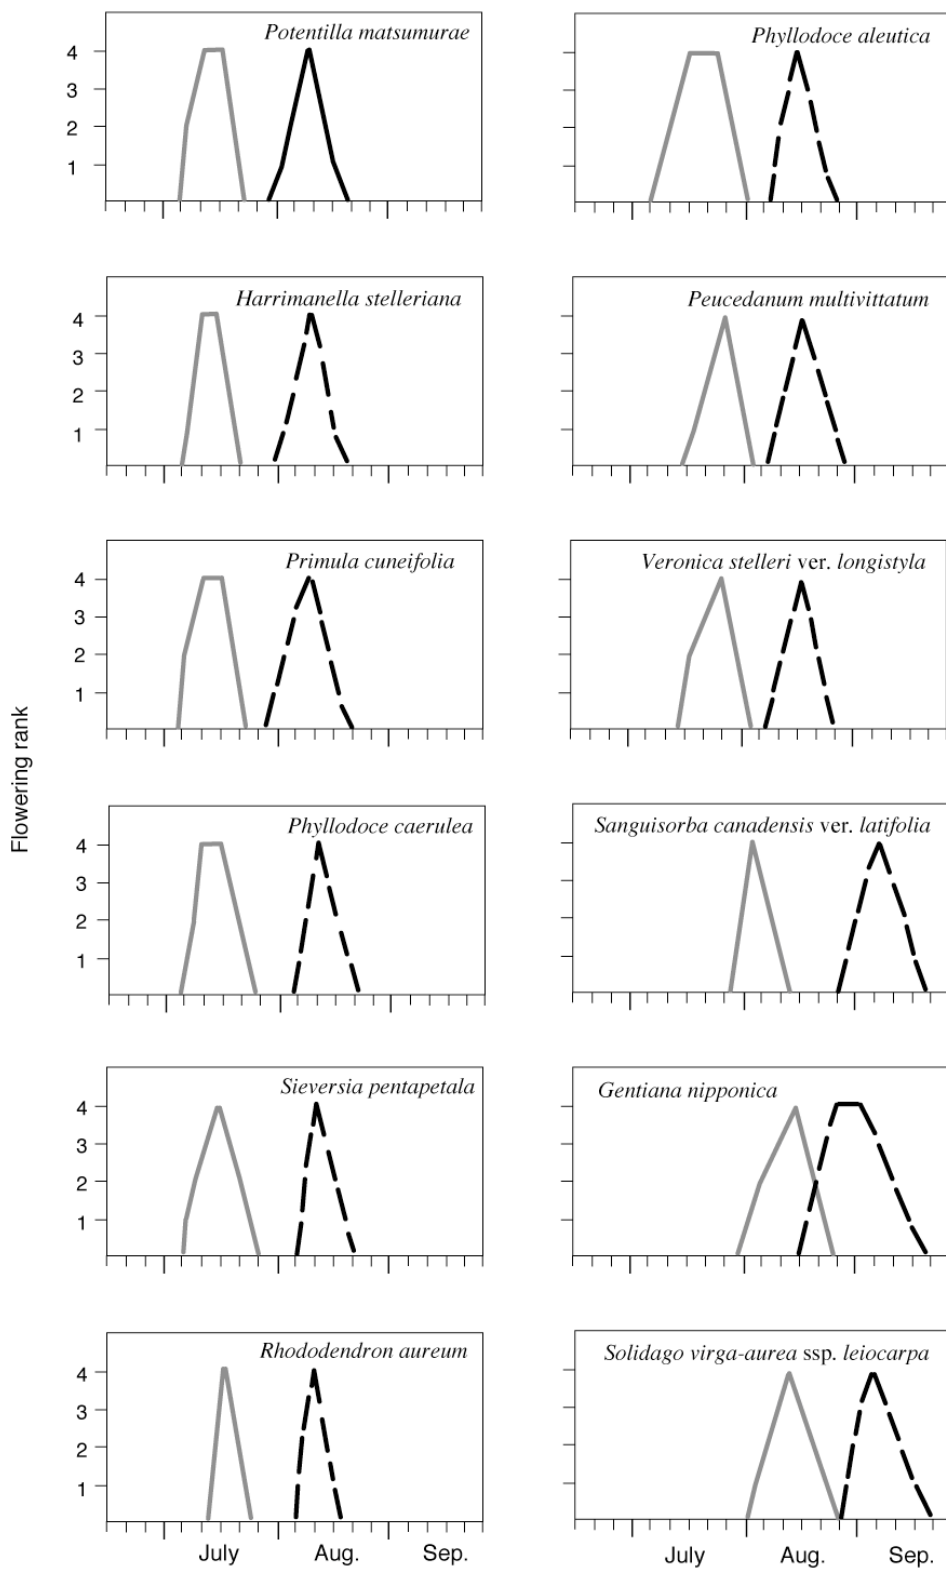 Potentilla matsumurae
4
3
2
1
Phyllodoce aleutica
Harrimanella stelleriana
4
3
2
1
Peucedanum multivittatum
Primula cuneifolia
4
3
2
1
Veronica stelleri ver. longistyla
Flowering rank
Phyllodoce caerulea
4
3
2
1
Sanguisorba canadensis ver. latifolia
Sieversia pentapetala
4
3
2
1
Gentiana nipponica
Rhododendron aureum
4
3
2
1
Solidago virga-aurea ssp. leiocarpa
July Aug. Sep.
July Aug. Sep.